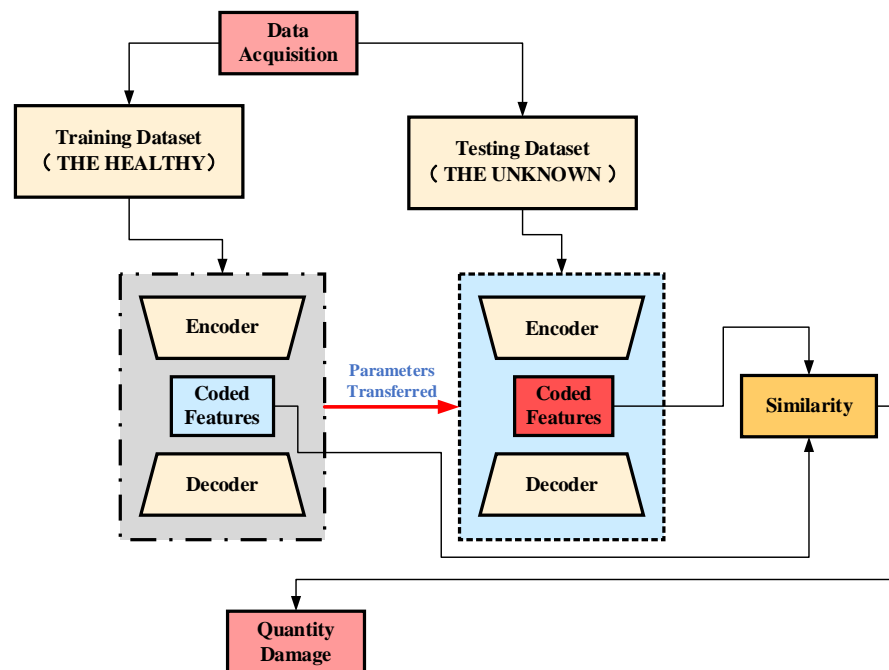 Data
Acquisition
Training Dataset
（ THE HEALTHY）
Testing Dataset
（ THE UNKNOWN ）
Encoder
Coded
Features
Decoder
Parameters
Transferred
Encoder
Coded
Features
Decoder
Similarity
Quantity
Damage